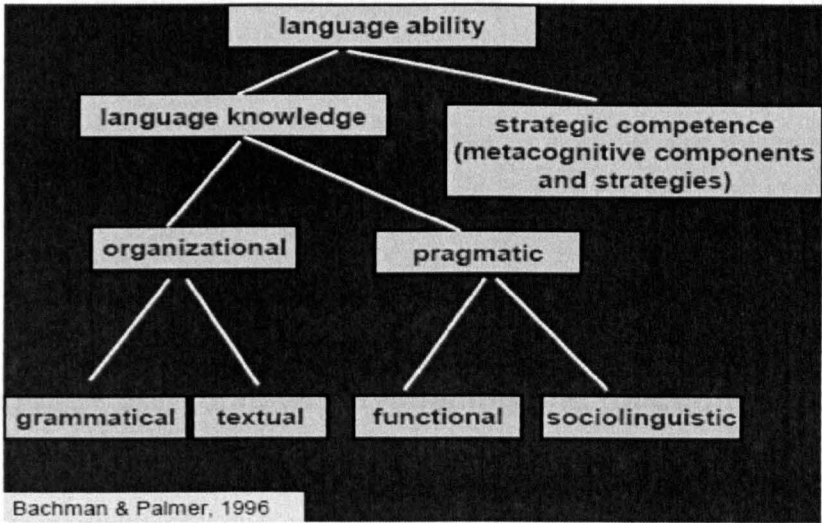 language ability
language knowledge
strategic competence
(metacognitive components
and strategies)
organizational
pragmatic
grammatical
textual
functional
sociolinguistic
Bachman & Palmer, 1996